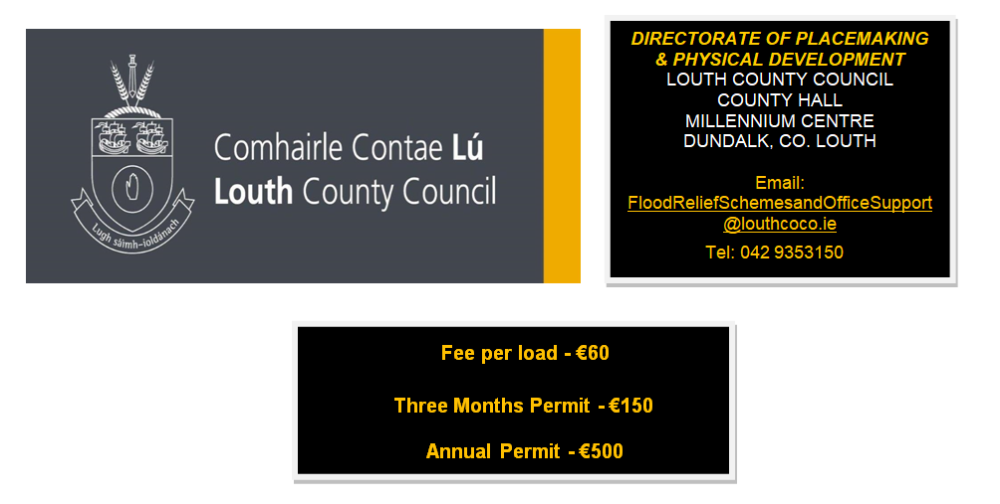 Comhairle Contae Lú
Louth County Council
Lugh sáimh-ioldánach
DIRECTORATE OF PLACEMAKING
& PHYSICAL DEVELOPMENT
LOUTH COUNTY COUNCIL
COUNTY HALL
MILLENNIUM CENTRE
DUNDALK, CO. LOUTH
Email:
FloodReliefSchemesandOfficeSupport
@louthcoco.ie
Tel: 042 9353150
Fee per load - €60
Three Months Permit - €150
Annual Permit - €500